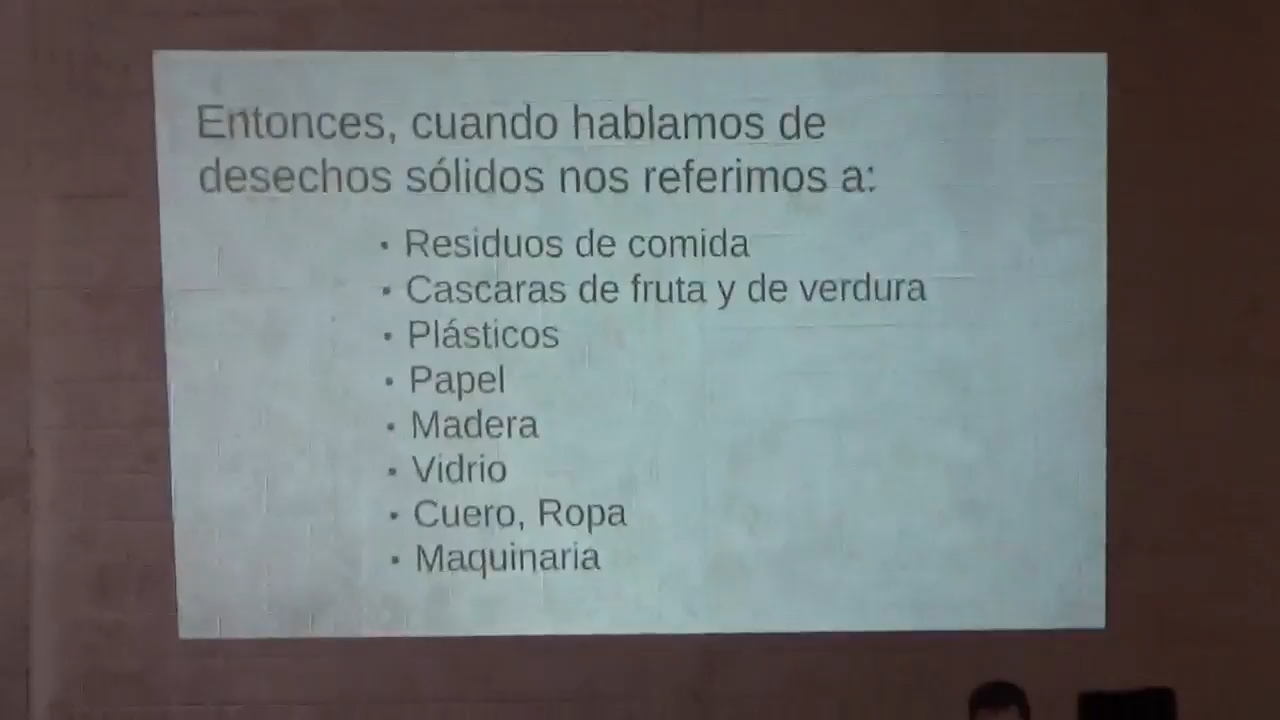 Entonces, cuando hablamos de
desechos sólidos nos referimos a:
• Residuos de comida
• Cascaras de fruta y de verdura
• Plásticos
• Papel
• Madera
• Vidrio
• Cuero, Ropa
• Maquinaria